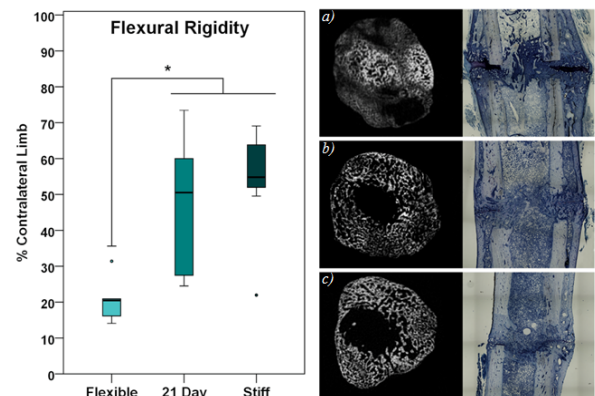 Flexural Rigidity
% Contralateral Limb
100
90
80
70
60
50
40
30
20
10
0
*
Flexible
21 Day
Stiff
a)
b)
c)